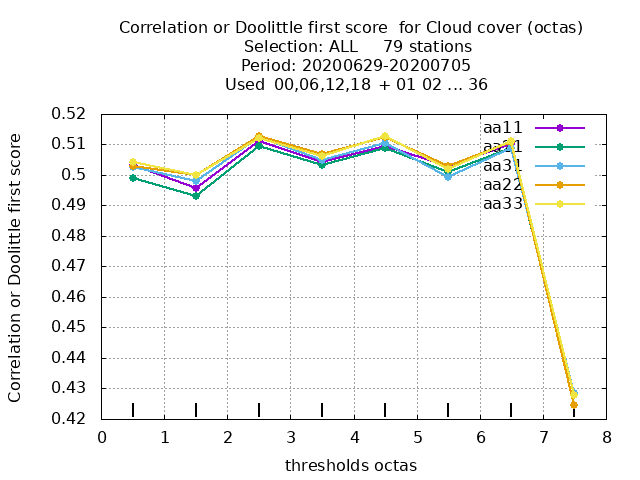 Correlation or Doolittle first score  for Cloud cover (octas)
Selection: ALL     79 stations
Period: 20200629-20200705
Used  00,06,12,18 + 01 02 ... 36
Correlation or Doolittle first score
0.52
0.51
0.5
0.49
0.48
0.47
0.46
0.45
0.44
0.43
0.42
aa11
aa31
aa22
aa33
0 1 2 3 4 5 6 7 8
thresholds octas